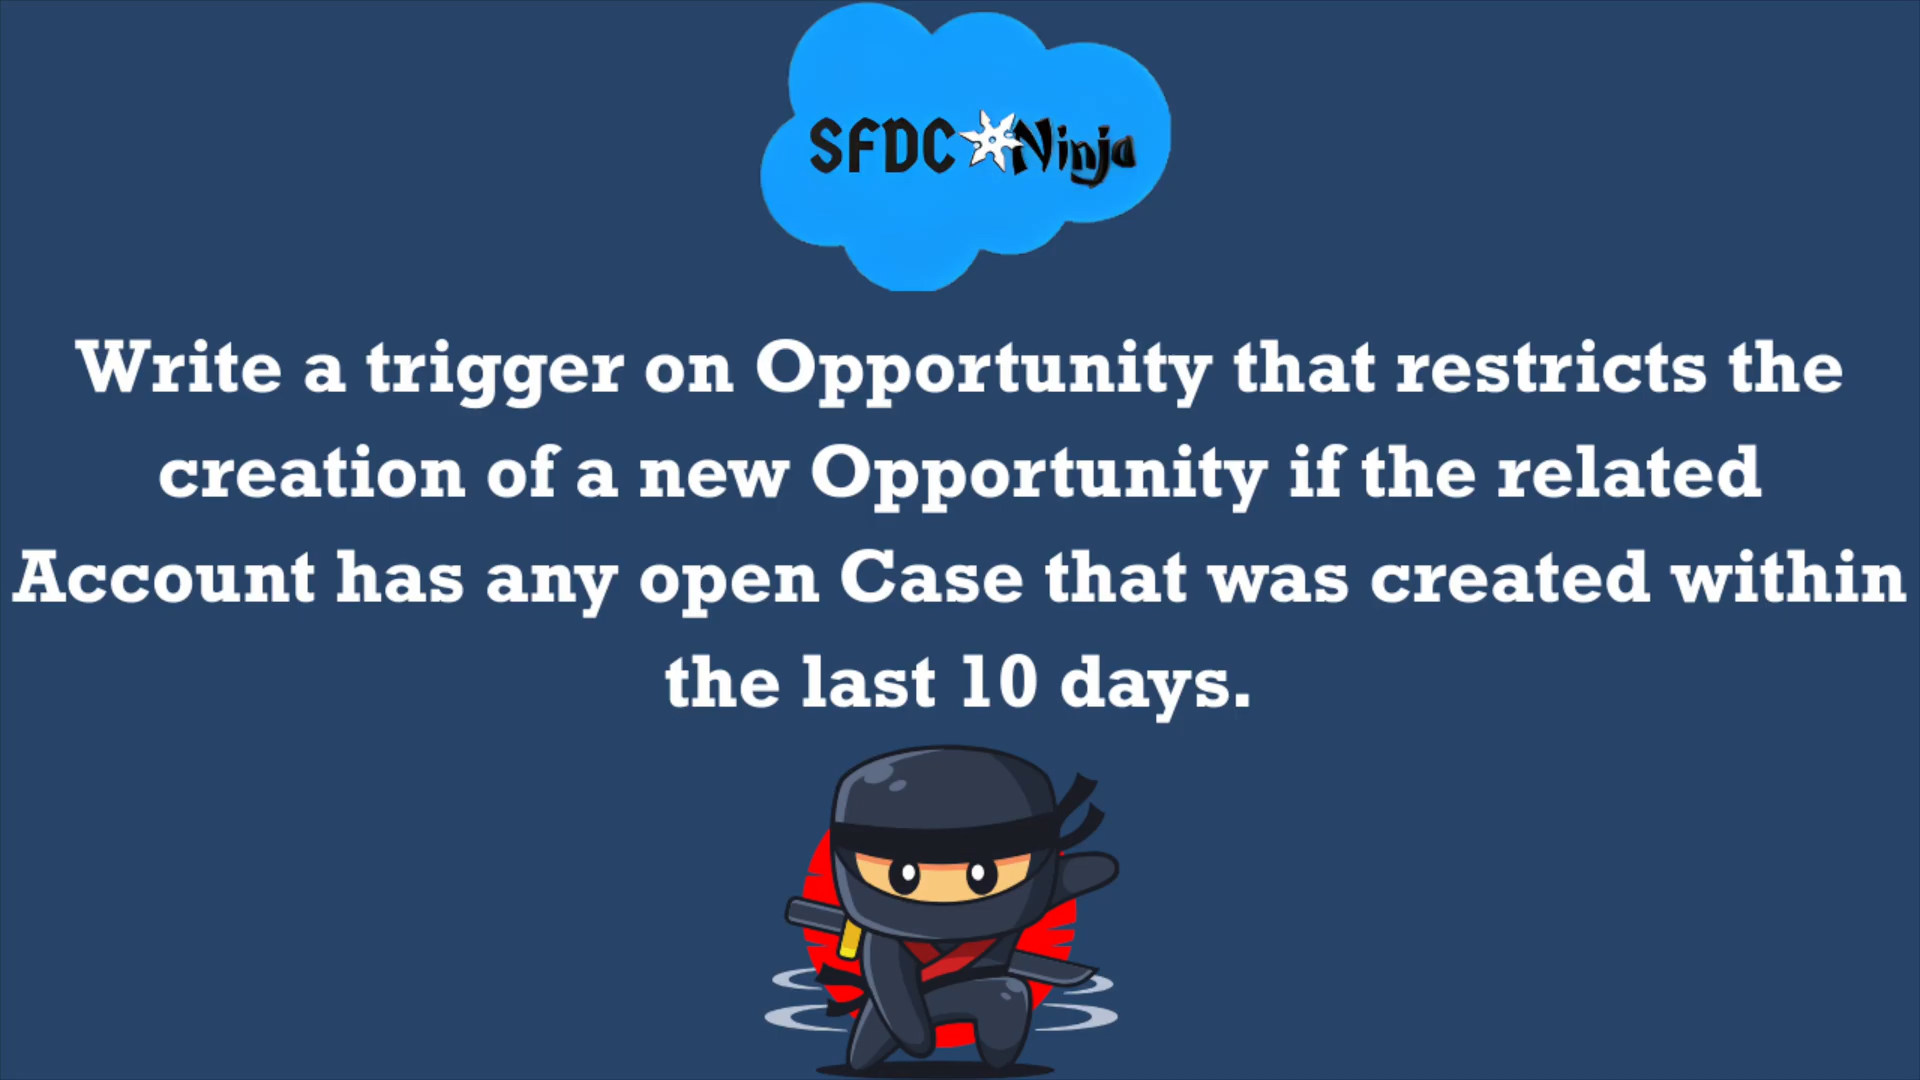 SFDC Ninja
Write a trigger on Opportunity that restricts the
creation of a new Opportunity if the related
Account has any open Case that was created within
the last 10 days.